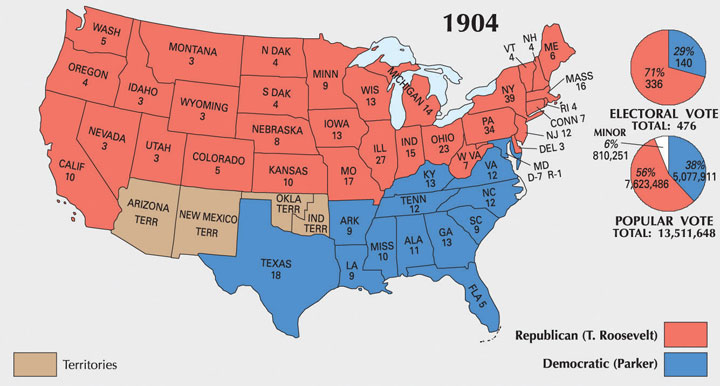 1904
WASH
5
OREGON
4
CALIF
10
NEVADA
3
IDAHO
3
MONTANA
3
WYOMING
3
UTAH
3
COLORADO
5
ARIZONA
TERR
NEW MEXICO
TERR
N DAK
4
S DAK
4
NEBRASKA
8
KANSAS
10
OKLA
TERR
IND
TERR
TEXAS
18
MINN
9
IOWA
13
MO
17
ARK
9
LA
9
WIS
13
ILL
27
MICHIGAN 14
IND
15
OHIO
23
KY
13
TENN
12
MISS
10
ALA
11
GA
13
FLA 5
SC
9
NC
12
VA
12
W VA
7
PA
34
NY
39
VT
4
NH
4
ME
6
MASS
16
RI 4
CONN 7
NJ 12
DEL 3
MD
D-7 R-1
29%
140
71%
336
ELECTORAL VOTE
TOTAL: 476
MINOR
6%
810,251
38%
5,077,911
56%
7,623,486
POPULAR VOTE
TOTAL: 13,511,648
Republican (T. Roosevelt)
Democratic (Parker)
Territories